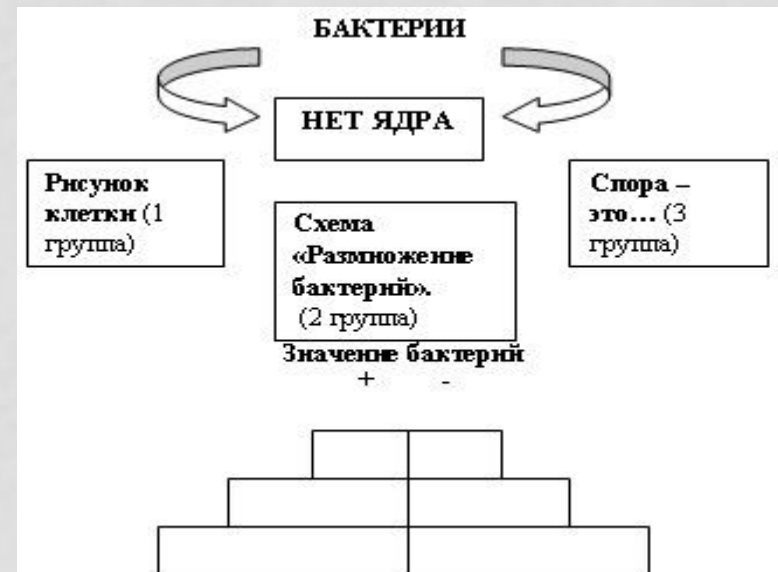 БАКТЕРИИ
НЕТ ЯДРА
Рисунок
клетки (1
группа)
Схема
«Размножение
бактерий».
(2 группа)
Спора –
это... (3
группа)
Значение бактерий
+ -